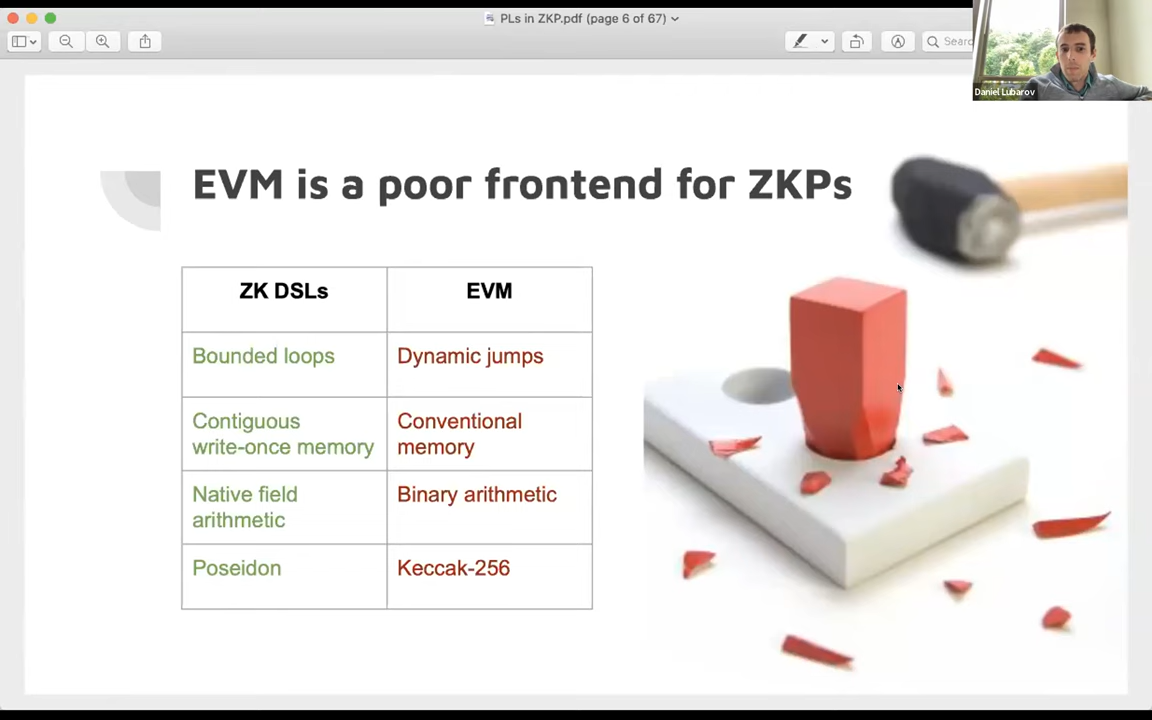 PLs in ZKP.pdf (page 6 of 67)
Searc
Daniel Lubarov
EVM is a poor frontend for ZKPs
ZK DSLs
EVM
Bounded loops
Dynamic jumps
Contiguous
write-once memory
Conventional
memory
Native field
arithmetic
Binary arithmetic
Poseidon
Keccak-256